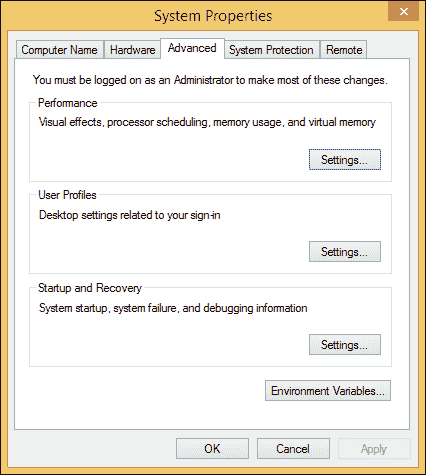 System Properties
Computer Name Hardware Advanced System Protection Remote
You must be logged on as an Administrator to make most of these changes.
Performance
Visual effects, processor scheduling, memory usage, and virtual memory
Settings...
User Profiles
Desktop settings related to your sign-in
Settings...
Startup and Recovery
System startup, system failure, and debugging information
Settings...
Environment Variables...
OK Cancel Apply